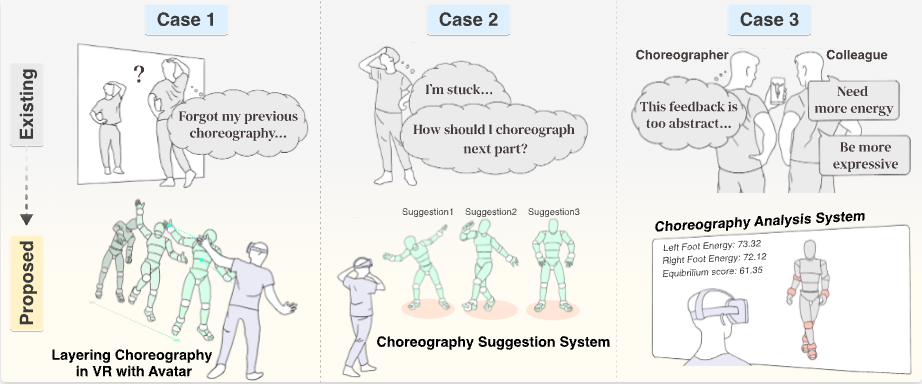 Case 1
Case 2
Case 3
Existing
Proposed
?
Forgot my previous
choreography...
I'm stuck...
How should I choreograph
next part?
Choreographer
Colleague
This feedback is
too abstract...
Need
more energy
Be more
expressive
Layering Choreography
in VR with Avatar
Suggestion1
Suggestion2
Suggestion3
Choreography Suggestion System
Choreography Analysis System
Left Foot Energy: 73.32
Right Foot Energy: 72.12
Equibrilium score: 61.35